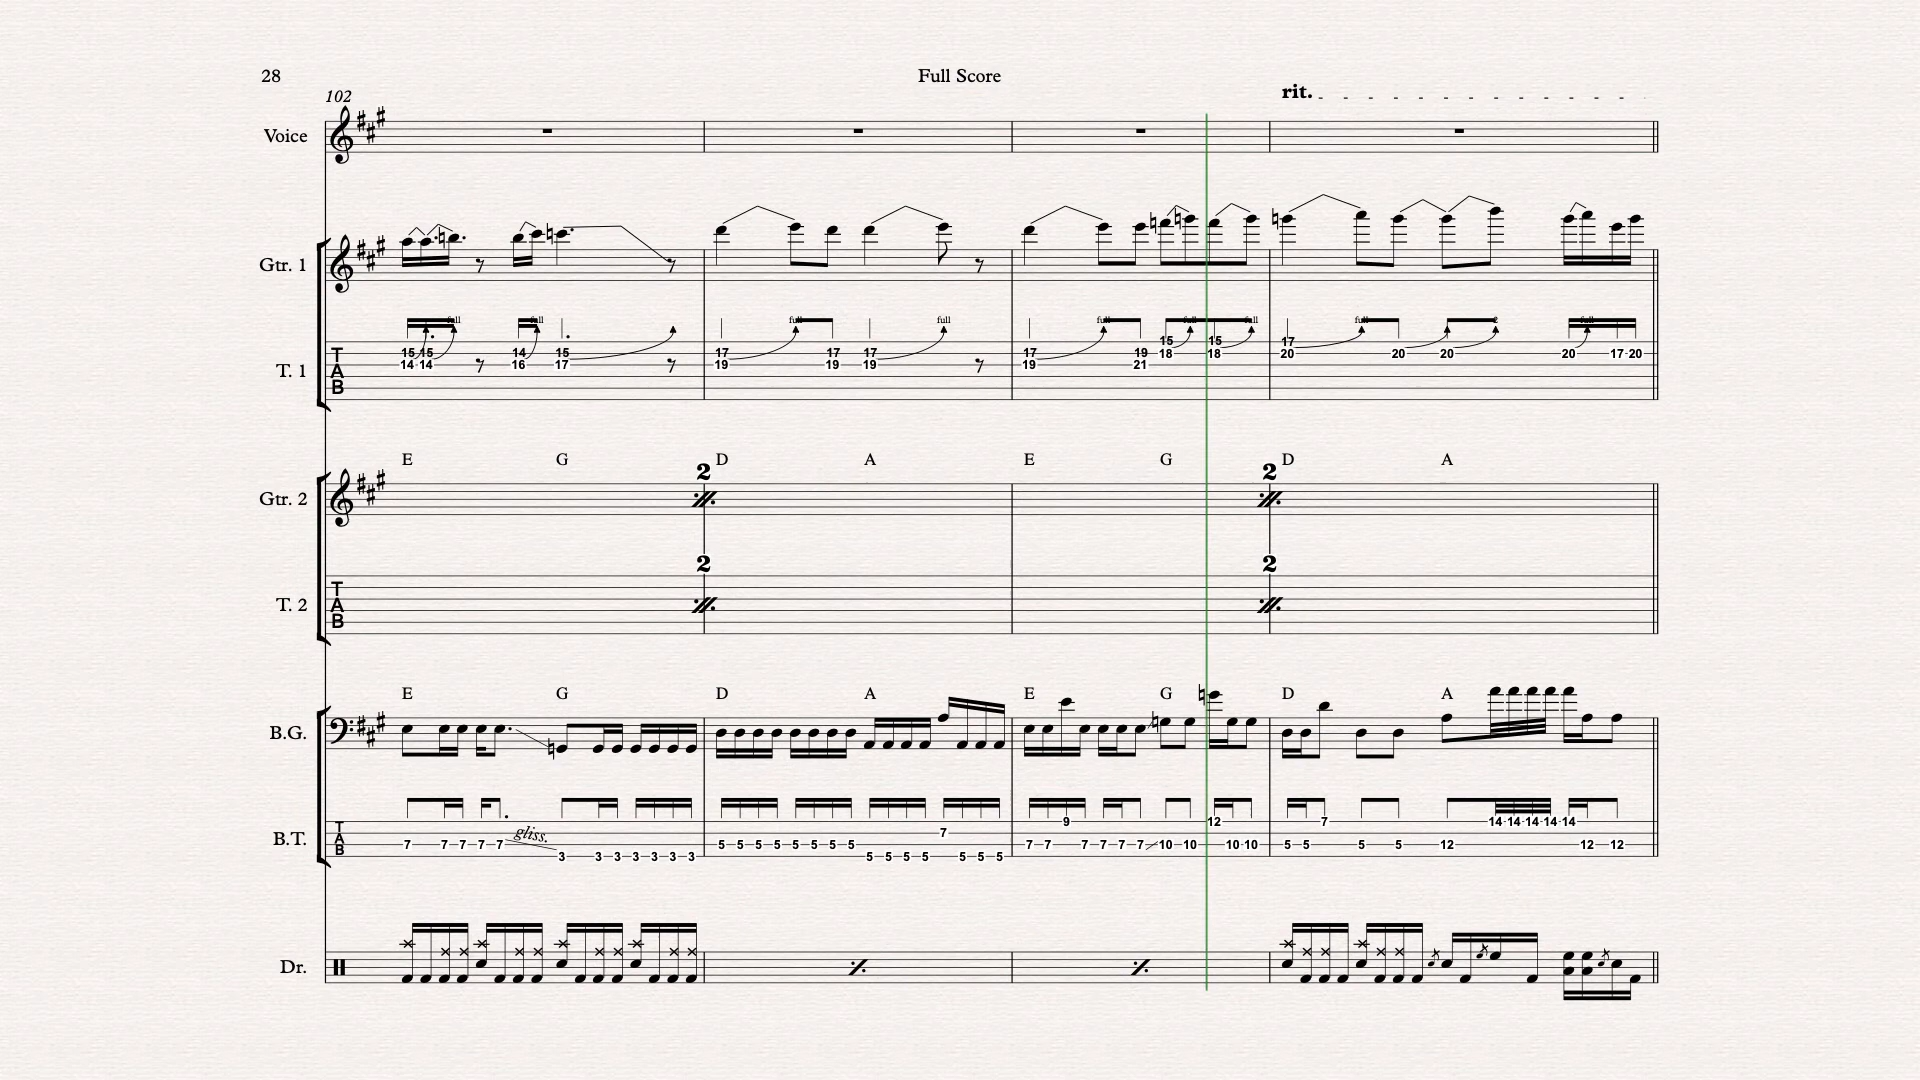 28 Full Score
102 rit.
Voice
Gtr. 1
full full full full full full full full full 2 full
15 15 14 15 17 17 17 17 19 15 15 17
14 14 16 17 19 19 19 19 21 18 18 20 20 20 20 17 20
T. 1
TAB
E G D A E G D A
2 2
Gtr. 2
2 2
T. 2
TAB
E G D A E G D A
B.G.
B.T.
TAB
gliss.
9 12 7 14 14 14 14 14
7
7 7 7 7 7 5 5 5 5 5 5 5 5 7 7 7 7 7 7 10 10 10 10 5 5 5 5 12 12 12
3 3 3 3 3 3 3 5 5 5 5 5 5 5
Dr.